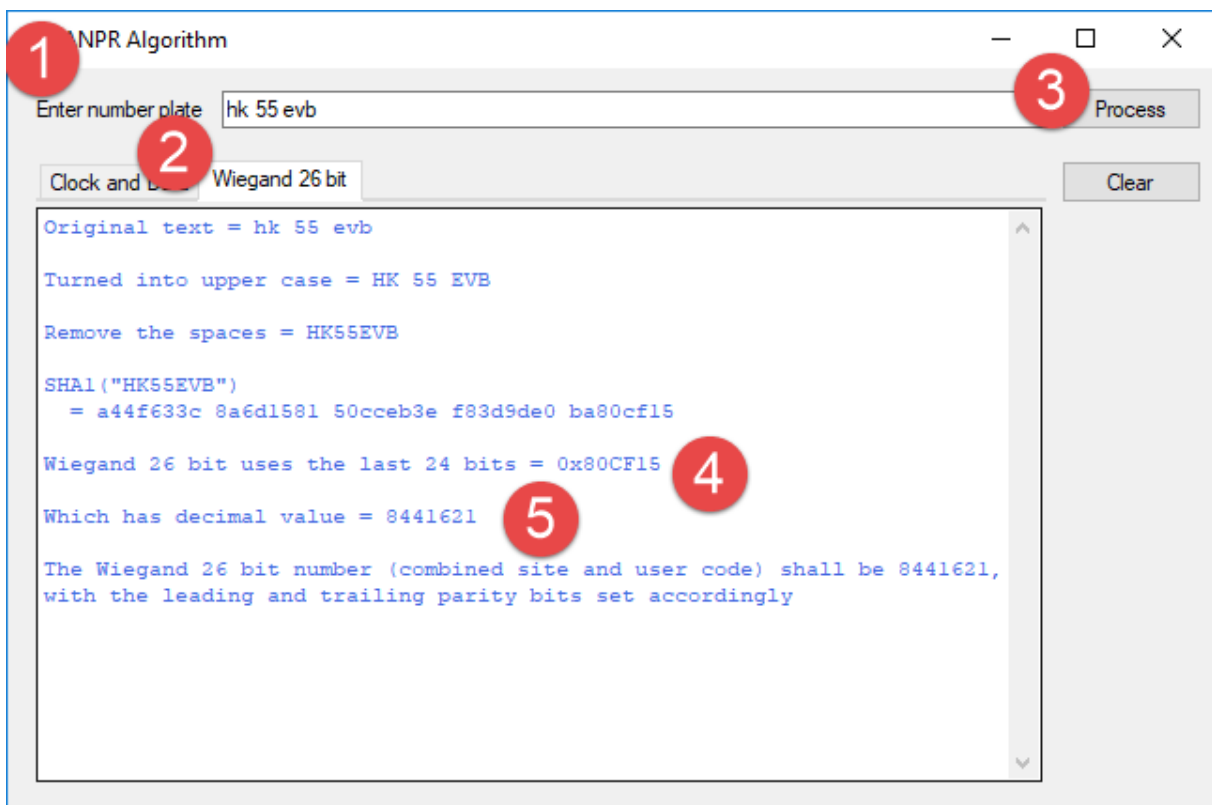 1
ANPR Algorithm
Enter number plate hk 55 evb 3 Process
2
Clock and Wiegand 26 bit Clear
Original text = hk 55 evb
Turned into upper case = HK 55 EVB
Remove the spaces = HK55EVB
SHA1("HK55EVB")
= a44f633c 8a6d1581 50cceb3e f83d9de0 ba80cf15
Wiegand 26 bit uses the last 24 bits = 0x80CF15 4
Which has decimal value = 8441621 5
The Wiegand 26 bit number (combined site and user code) shall be 8441621,
with the leading and trailing parity bits set accordingly